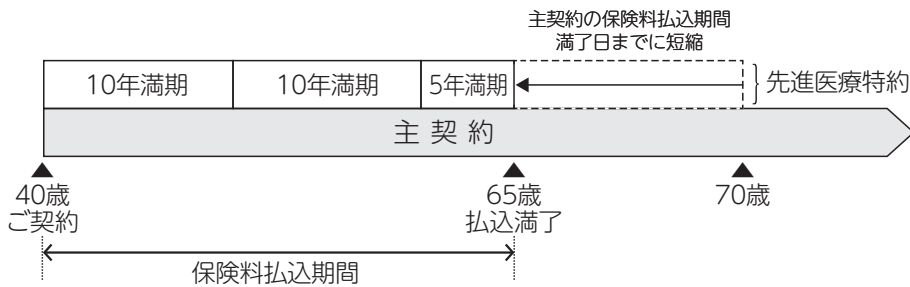 主契約の保険料払込期間
満了日までに短縮
10年満期
10年満期
5年満期
先進医療特約
主契約
40歳
ご契約
65歳
払込満了
70歳
保険料払込期間